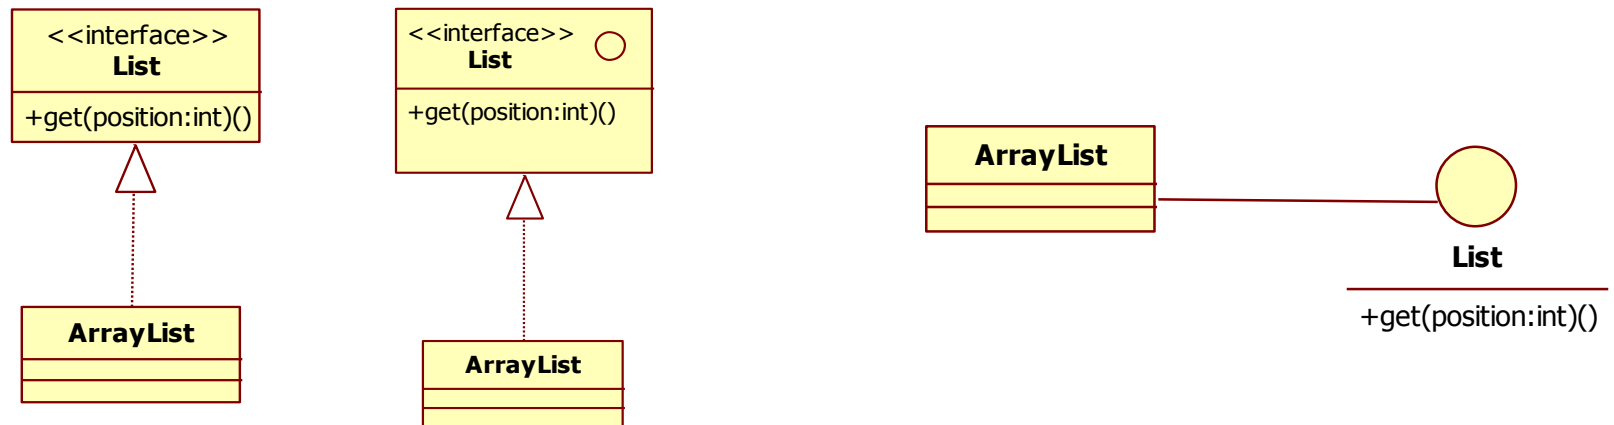 <<interface>>
List
+get(position:int)()
ArrayList
<<interface>>
List
+get(position:int)()
ArrayList
ArrayList
List
+get(position:int)()